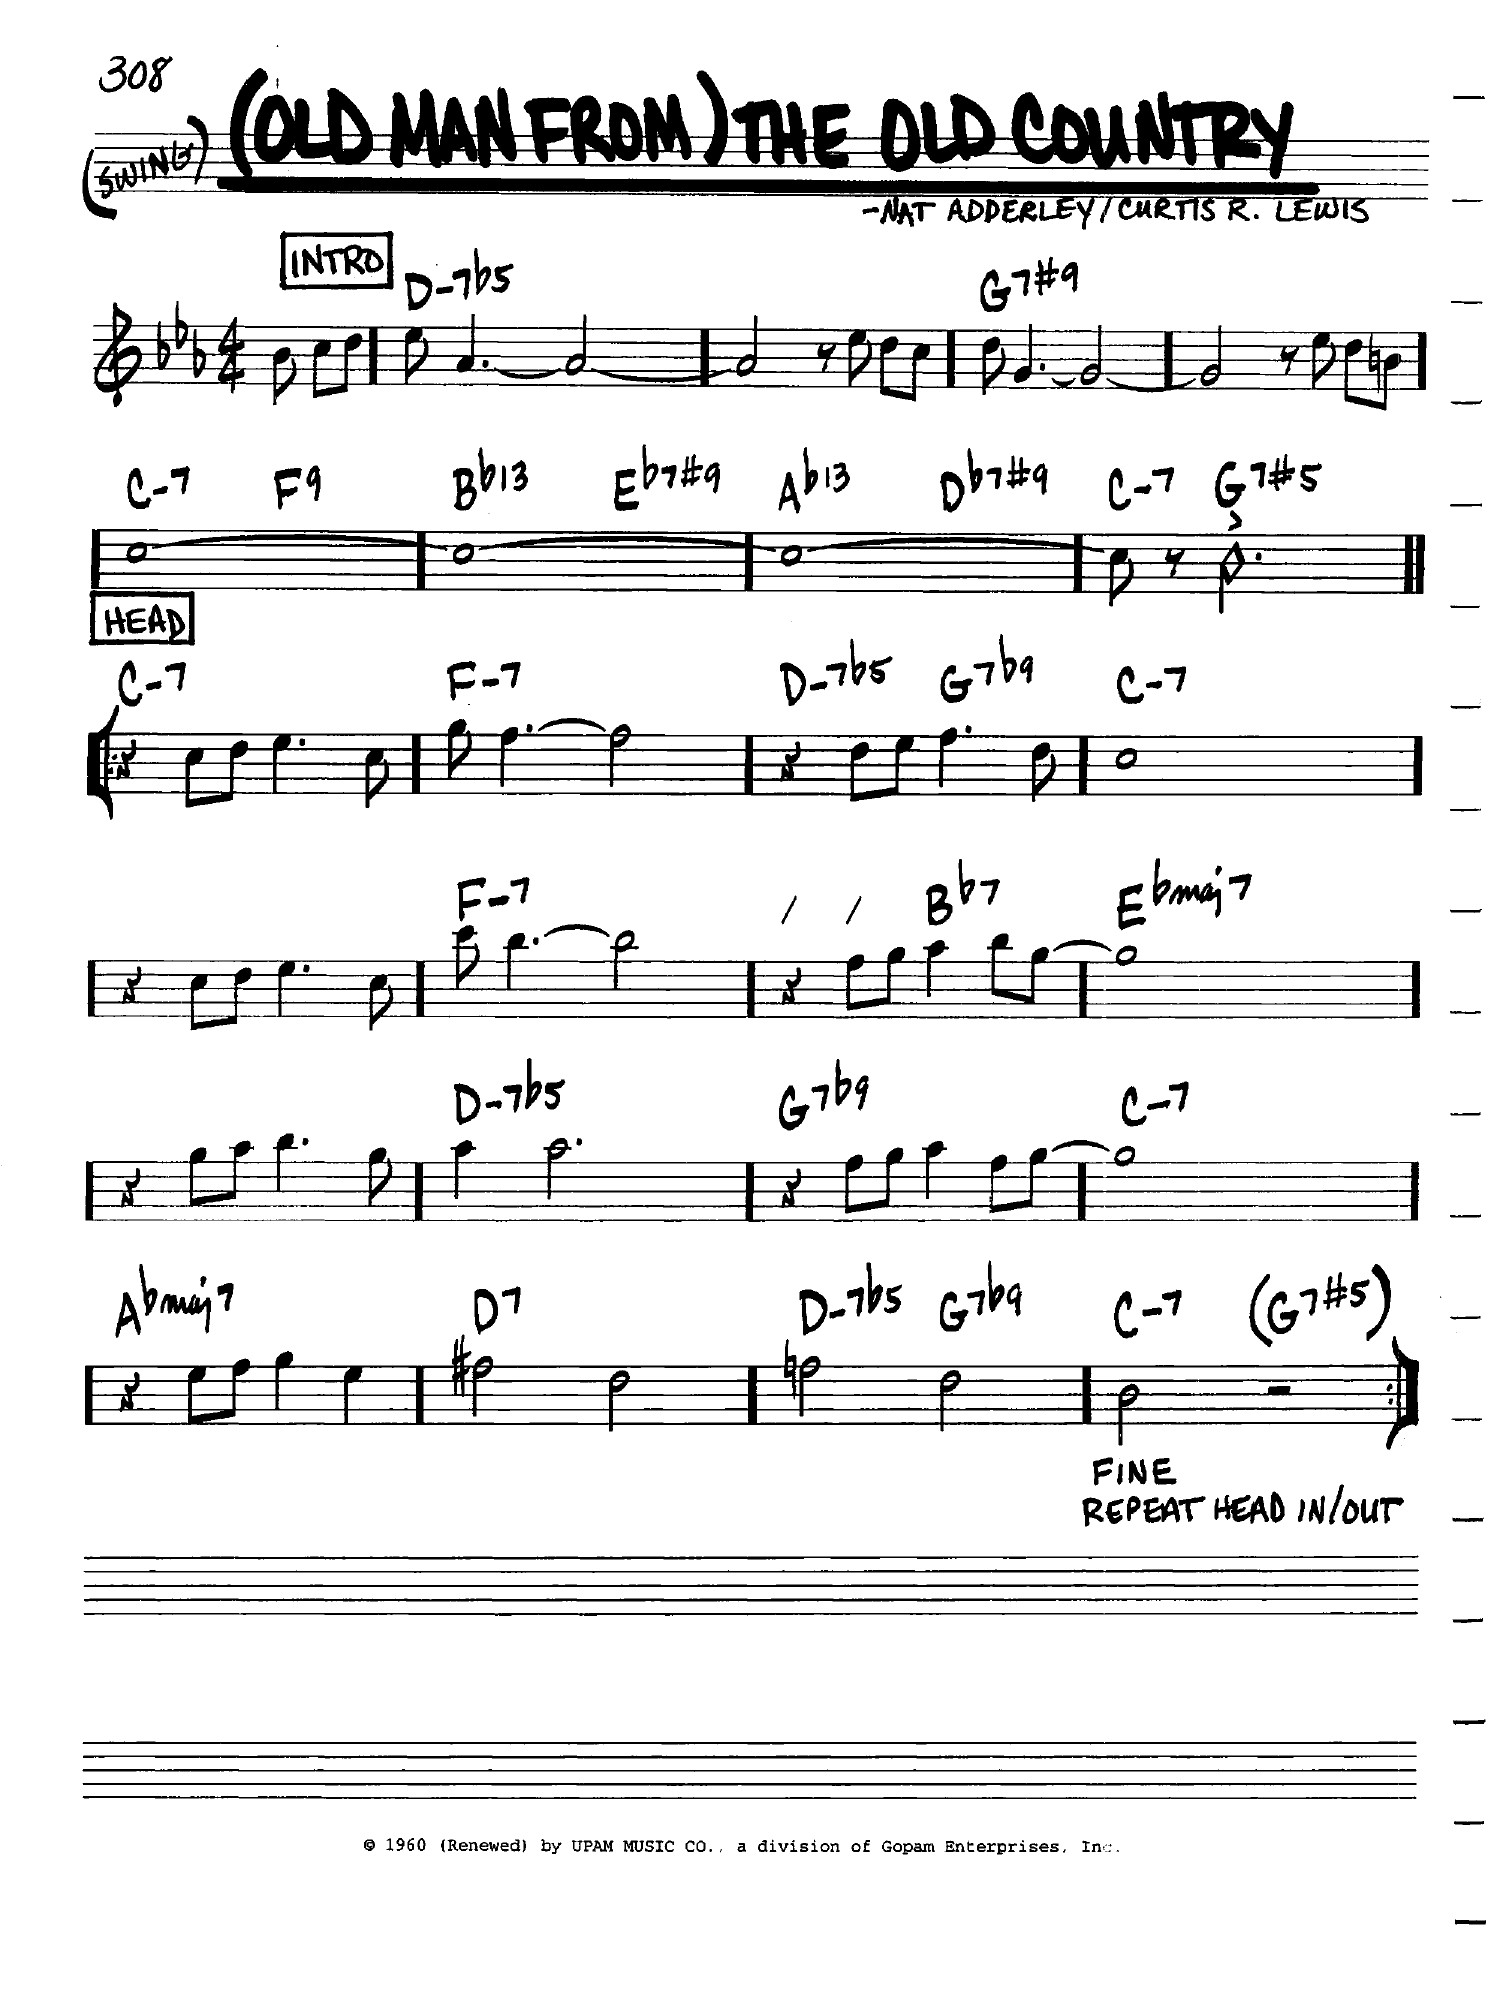 308
(SWING) (OLD MAN FROM) THE OLD COUNTRY
-NAT ADDERLEY/CURTIS R. LEWIS
INTRO D-7b5 G7#9
4/4
C-7 F9 Bb13 Eb7#9 Ab13 Db7#9 C-7 G7#5
HEAD
C-7 F-7 D-7b5 G7b9 C-7
F-7 / / Bb7 Ebmaj7
D-7b5 G7b9 C-7
Abmaj7 D7 D-7b5 G7b9 C-7 (G7#5)
FINE
REPEAT HEAD IN/OUT
© 1960 (Renewed) by UPAM MUSIC CO., a division of Gopam Enterprises, Inc.